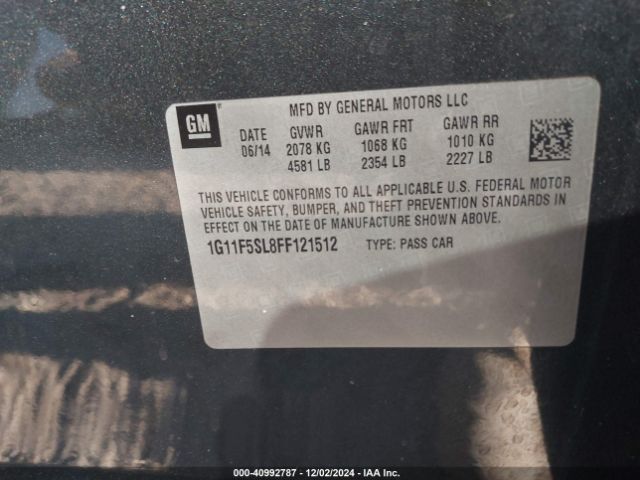 GM
MFD BY GENERAL MOTORS LLC
DATE GVWR GAWR FRT GAWR RR
06/14 2078 KG 1068 KG 1010 KG
4581 LB 2354 LB 2227 LB
THIS VEHICLE CONFORMS TO ALL APPLICABLE U.S. FEDERAL MOTOR
VEHICLE SAFETY, BUMPER, AND THEFT PREVENTION STANDARDS IN
EFFECT ON THE DATE OF MANUFACTURE SHOWN ABOVE.
1G11F5SL8FF121512 TYPE: PASS CAR
000-40992787 - 12/02/2024 - IAA Inc.